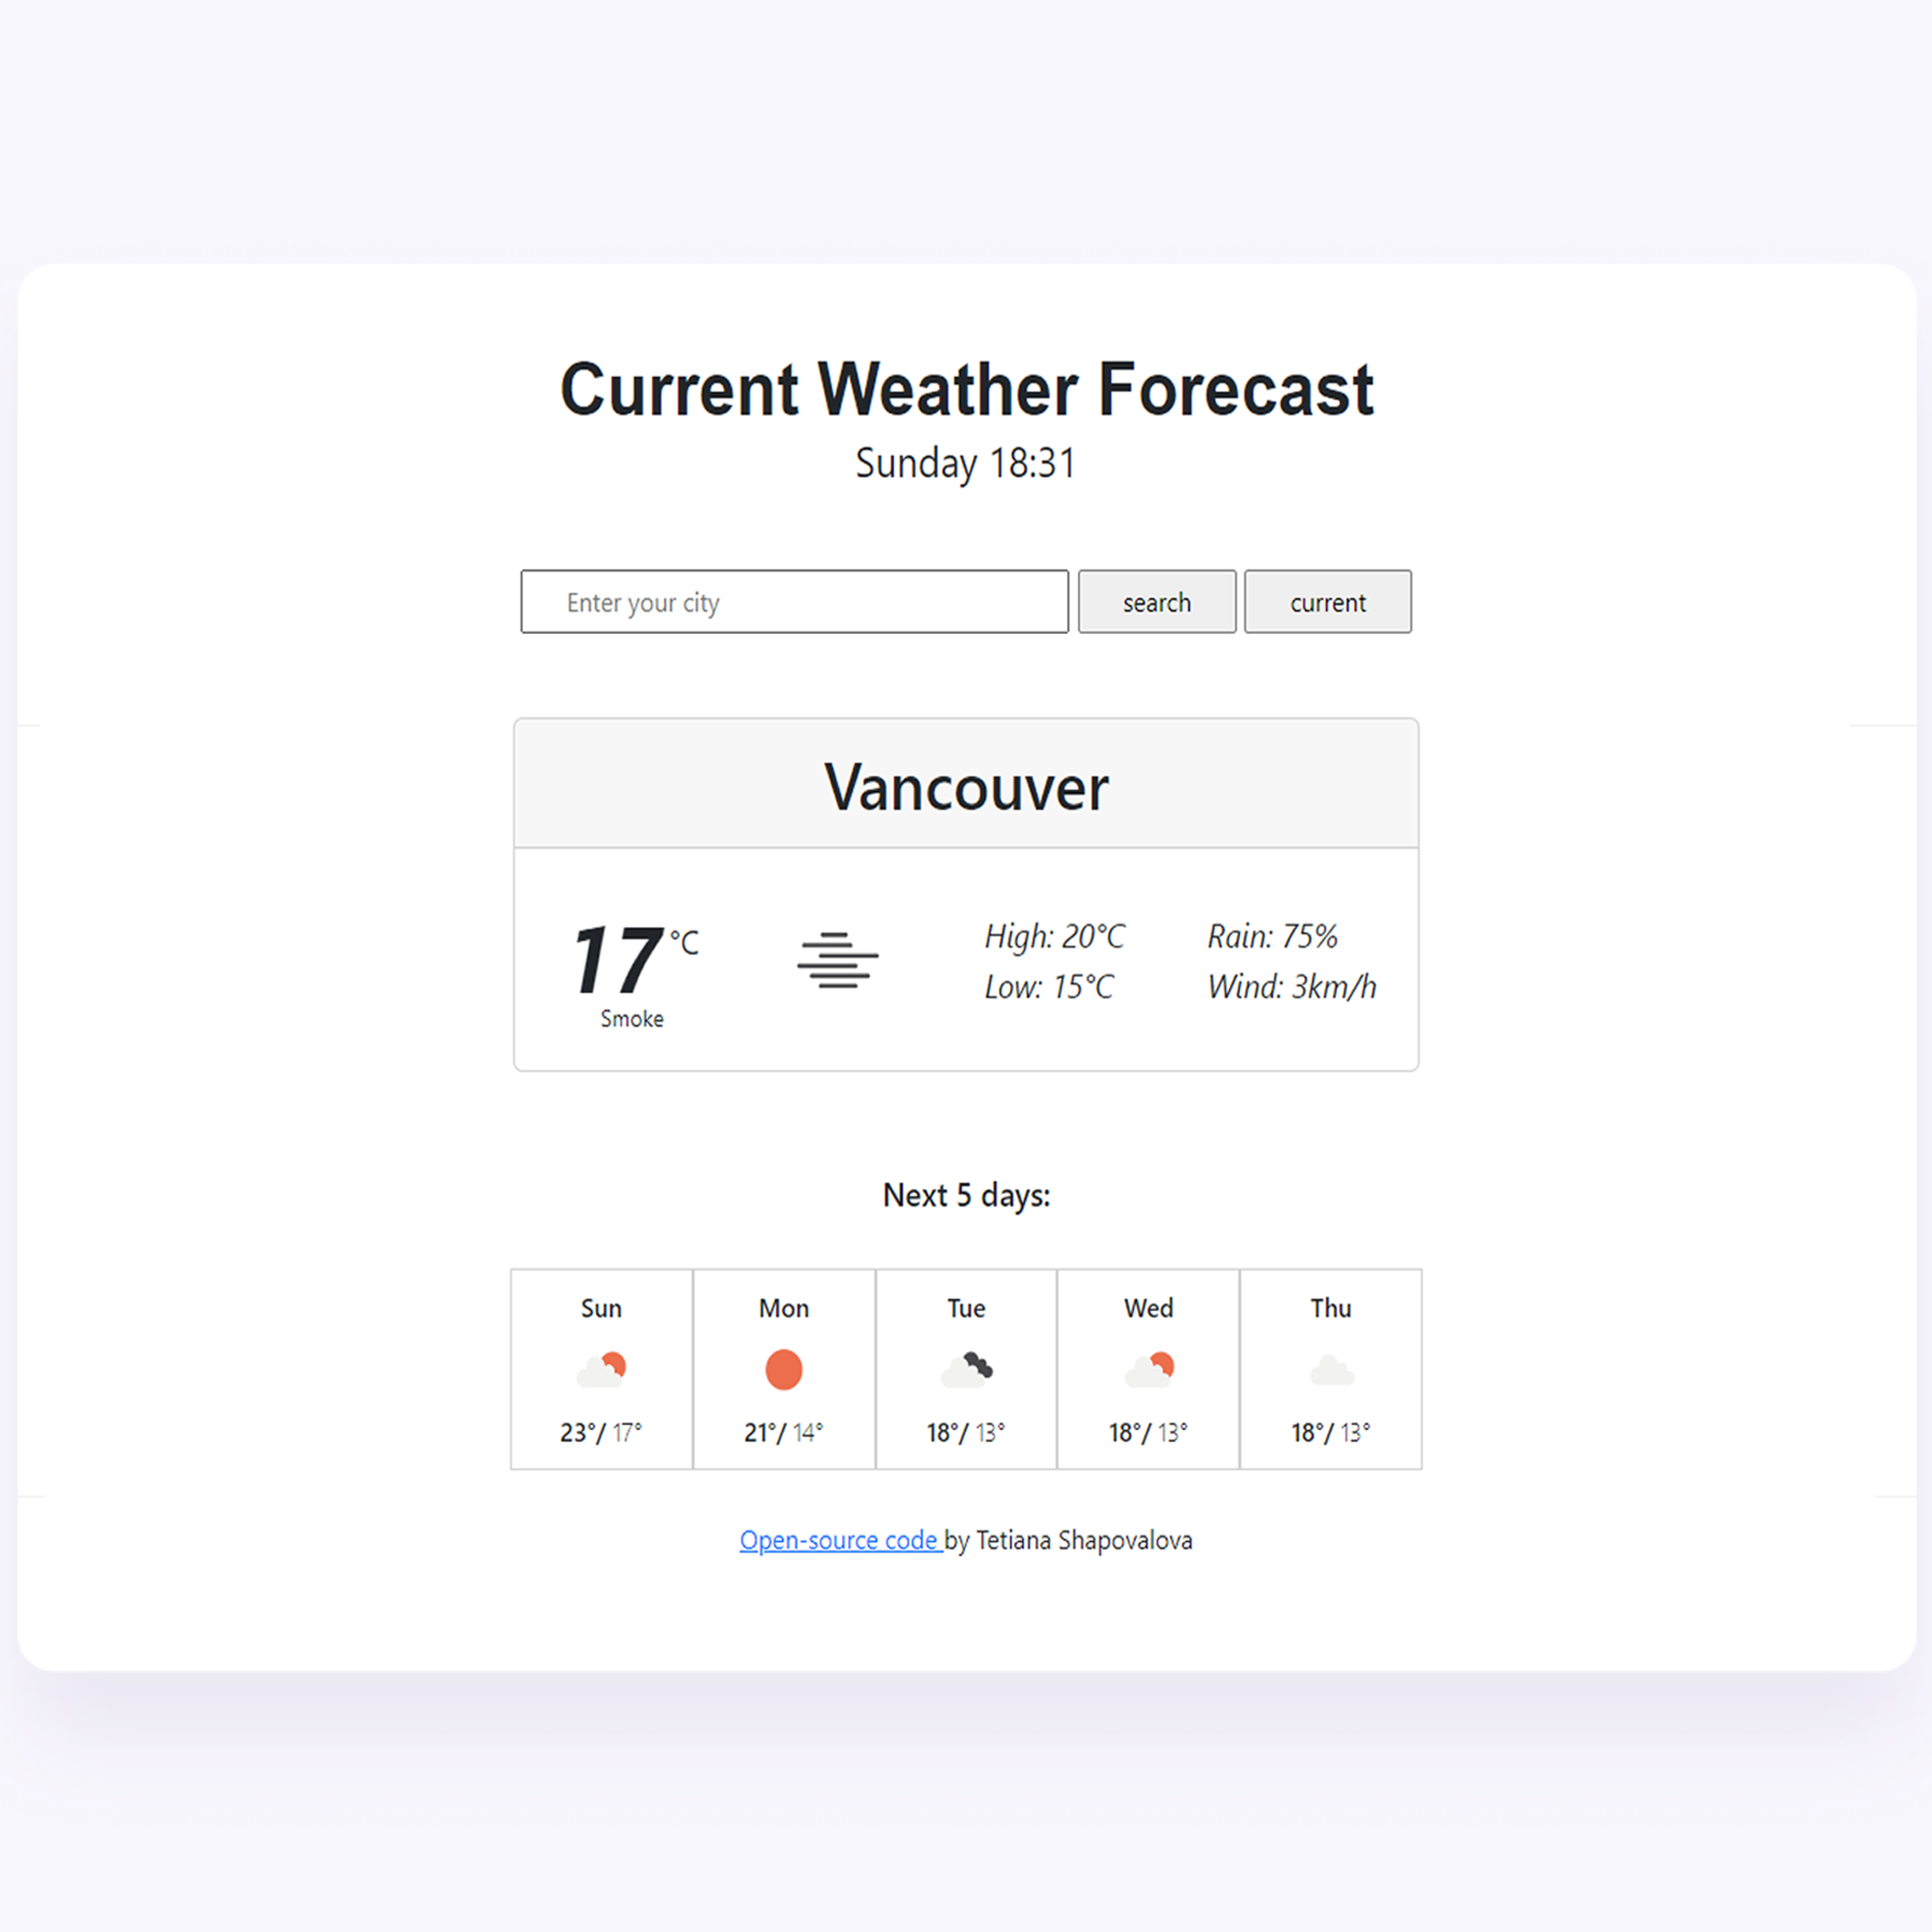 Current Weather Forecast
Sunday 18:31
Enter your city search current
Vancouver
17 °C
Smoke
High: 20°C
Low: 15°C
Rain: 75%
Wind: 3km/h
Next 5 days:
Sun Mon Tue Wed Thu
23°/ 17° 21°/ 14° 18°/ 13° 18°/ 13° 18°/ 13°
Open-source code by Tetiana Shapovalova